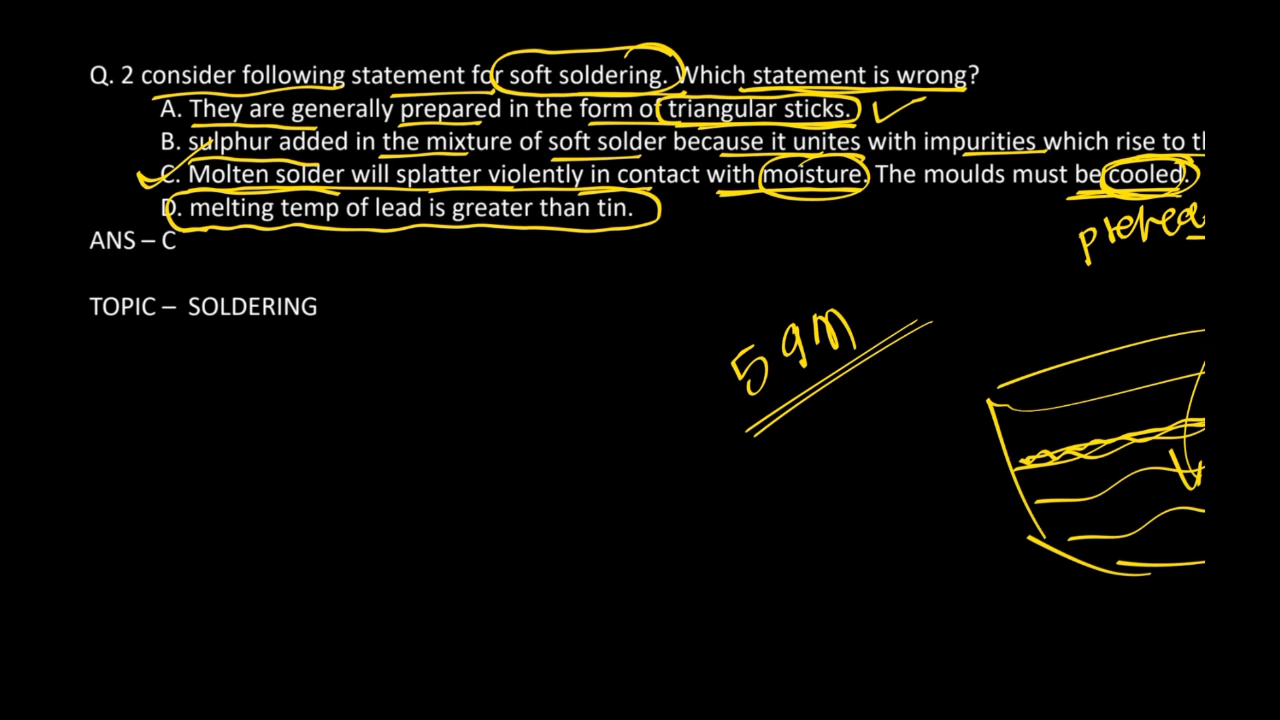 Q. 2 consider following statement for soft soldering. Which statement is wrong?
A. They are generally prepared in the form of triangular sticks.
B. sulphur added in the mixture of soft solder because it unites with impurities which rise to
C. Molten solder will splatter violently in contact with moisture. The moulds must be cooled.
D. melting temp of lead is greater than tin.
ANS – C
TOPIC – SOLDERING